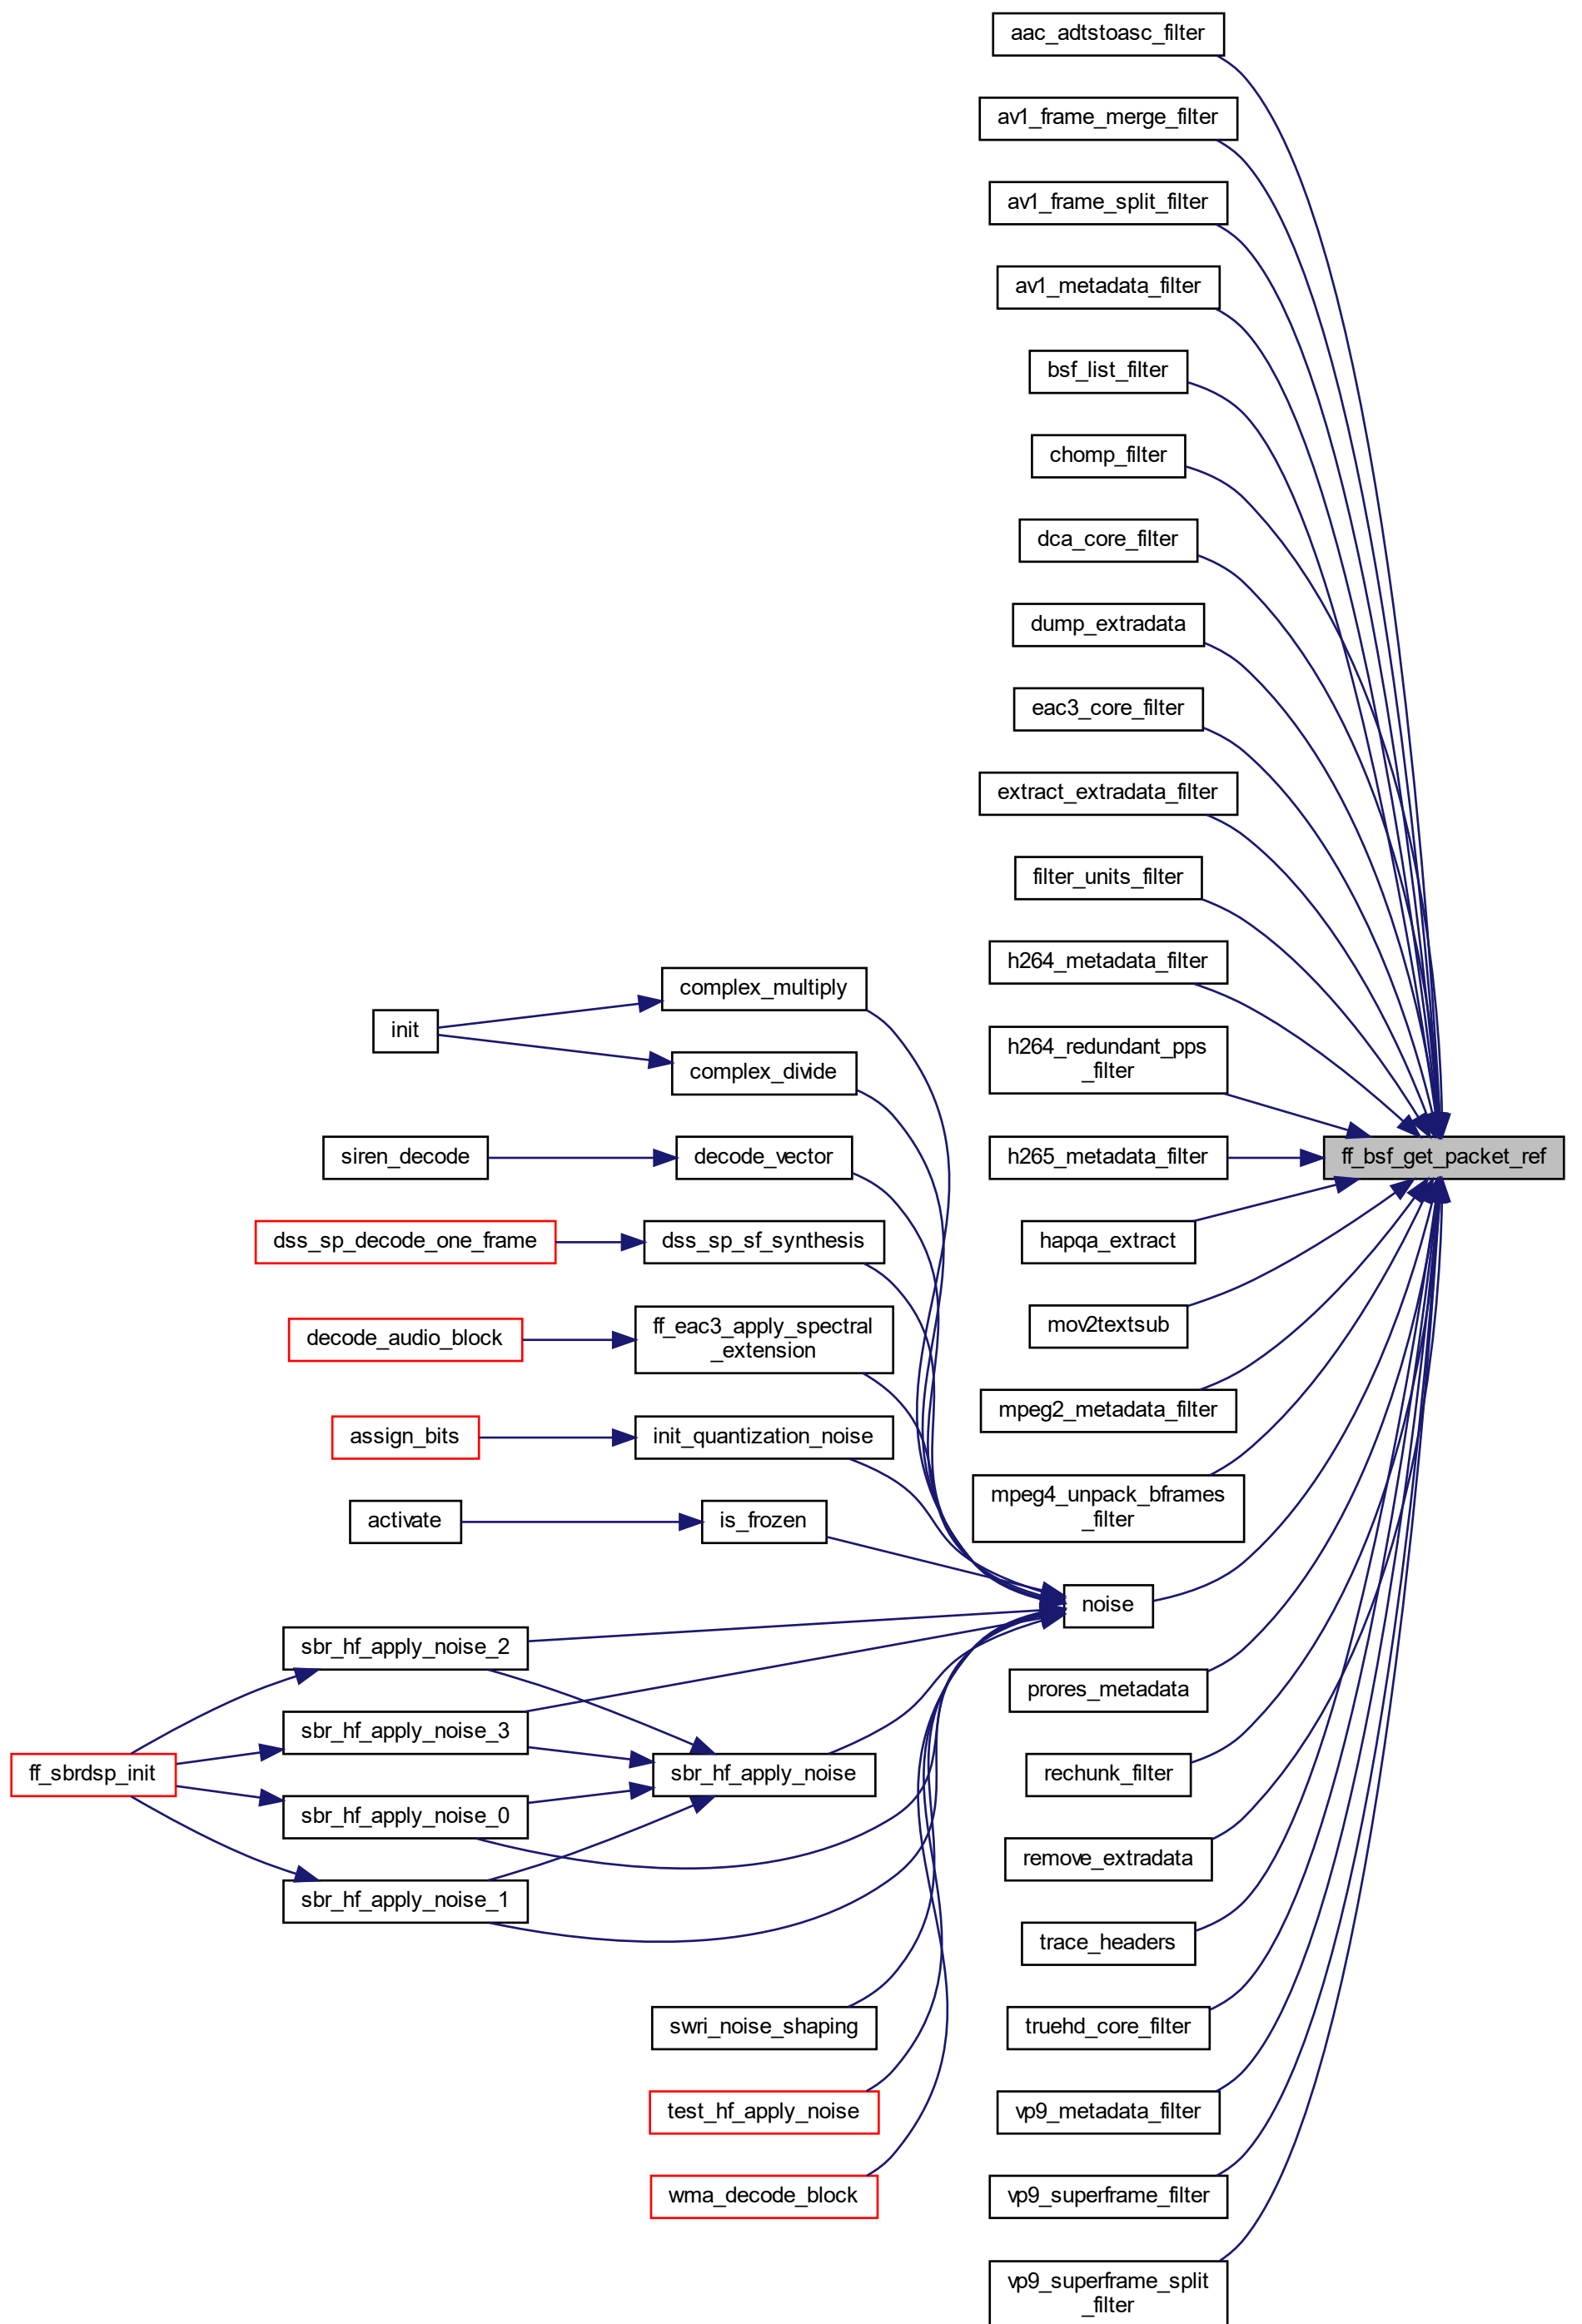 aac_adtstoasc_filter
av1_frame_merge_filter
av1_frame_split_filter
av1_metadata_filter
bsf_list_filter
chomp_filter
dca_core_filter
dump_extradata
eac3_core_filter
extract_extradata_filter
filter_units_filter
h264_metadata_filter
h264_redundant_pps
_filter
h265_metadata_filter
hapqa_extract
mov2textsub
mpeg2_metadata_filter
mpeg4_unpack_bframes
_filter
noise
prores_metadata
rechunk_filter
remove_extradata
trace_headers
truehd_core_filter
vp9_metadata_filter
vp9_superframe_filter
vp9_superframe_split
_filter
ff_bsf_get_packet_ref
complex_multiply
init
complex_divide
decode_vector
siren_decode
dss_sp_sf_synthesis
dss_sp_decode_one_frame
ff_eac3_apply_spectral
_extension
decode_audio_block
init_quantization_noise
assign_bits
is_frozen
activate
sbr_hf_apply_noise_2
sbr_hf_apply_noise_3
ff_sbrdsp_init
sbr_hf_apply_noise
sbr_hf_apply_noise_0
sbr_hf_apply_noise_1
swri_noise_shaping
test_hf_apply_noise
wma_decode_block